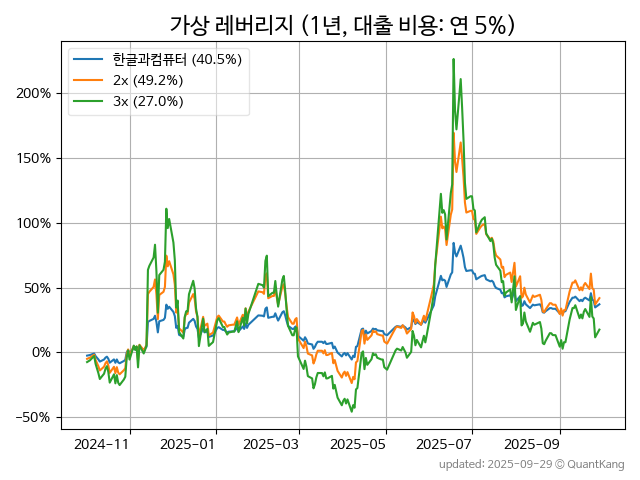 가상 레버리지 (1년, 대출 비용: 연 5%)
한글과컴퓨터 (40.5%)
2x (49.2%)
3x (27.0%)
200%
150%
100%
50%
0%
−50%
2024-11
2025-01
2025-03
2025-05
2025-07
2025-09
updated: 2025-09-29 © QuantKang